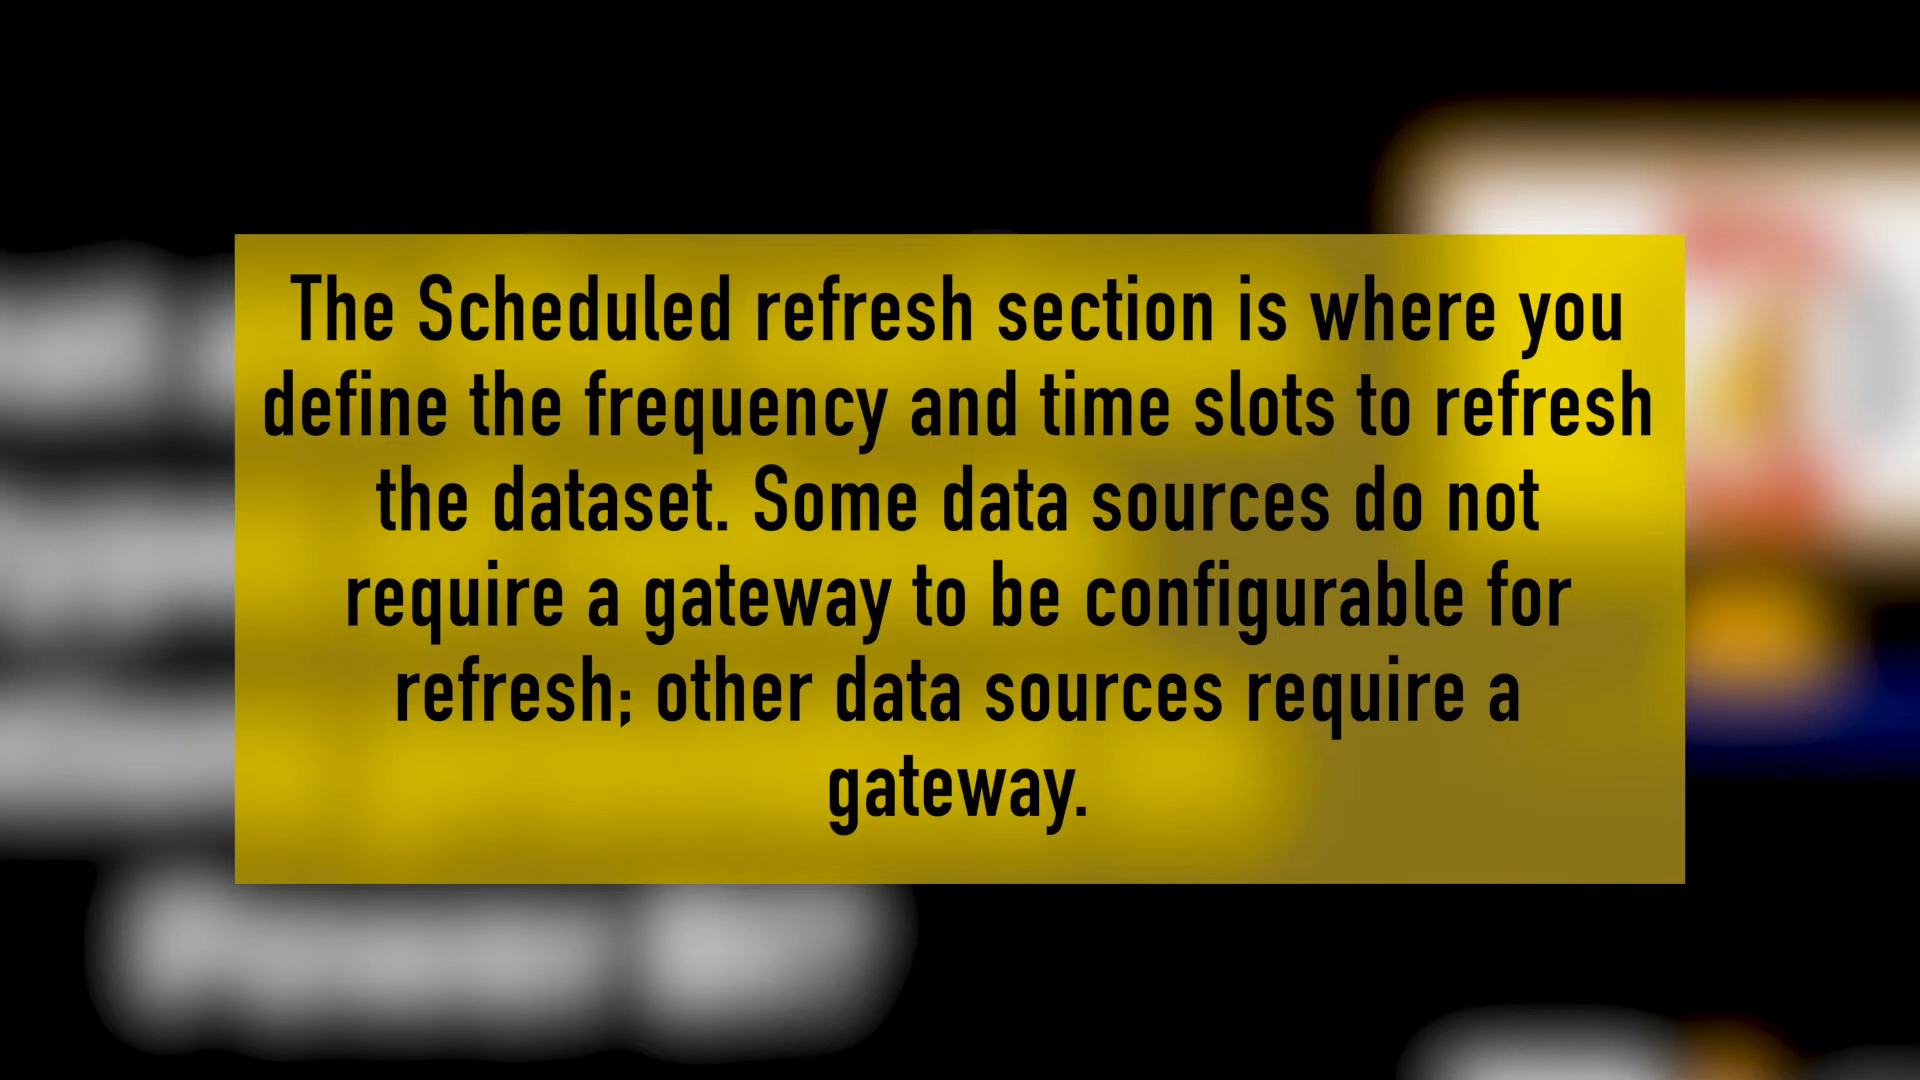 The Scheduled refresh section is where you
define the frequency and time slots to refresh
the dataset. Some data sources do not
require a gateway to be configurable for
refresh; other data sources require a
gateway.